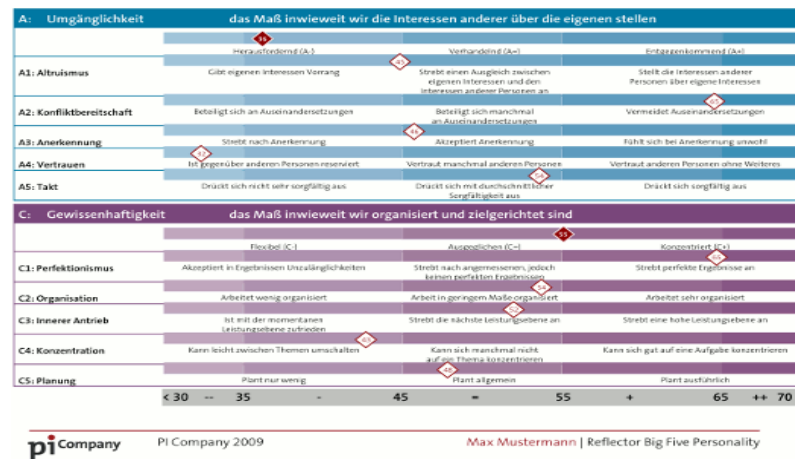 A: Umgänglichkeit das Maß inwieweit wir die Interessen anderer über die eigenen stellen
Herausfordernd (A-) Verhandelnd (A=) Entgegenkommend (A+)
45
A1: Altruismus Gibt eigenen Interessen Vorrang Strebt einen Ausgleich zwischen Stellt die Interessen anderer
eigenen Interessen und den Personen über eigene Interessen
Interessen anderer Personen an
65
A2: Konfliktbereitschaft Beteiligt sich an Auseinandersetzungen Beteiligt sich manchmal Vermeidet Auseinandersetzungen
an Auseinandersetzungen
46
A3: Anerkennung Strebt nach Anerkennung Akzeptiert Anerkennung Fühlt sich bei Anerkennung unwohl
32
A4: Vertrauen Ist gegenüber anderen Personen reserviert Vertraut manchmal anderen Personen Vertraut anderen Personen ohne Weiteres
54
A5: Takt Drückt sich nicht sehr sorgfältig aus Drückt sich mit durchschnittlicher Drückt sich sorgfältig aus
Sorgfältigkeit aus
C: Gewissenhaftigkeit das Maß inwieweit wir organisiert und zielgerichtet sind
55
Flexibel (C-) Ausgeglichen (C=) Konzentriert (C+)
C1: Perfektionismus Akzeptiert in Ergebnissen Unzulänglichkeiten Strebt nach angemessenen, jedoch Strebt perfekte Ergebnisse an
keinen perfekten Ergebnissen
54
C2: Organisation Arbeitet wenig organisiert Arbeit in geringem Maße organisiert Arbeitet sehr organisiert
52
C3: Innerer Antrieb Ist mit der momentanen Strebt die nächste Leistungsebene an Strebt eine hohe Leistungsebene an
Leistungsebene zufrieden
C4: Konzentration Kann leicht zwischen Themen umschalten Kann sich manchmal nicht Kann sich gut auf eine Aufgabe konzentrieren
auf ein Thema konzentrieren
48
C5: Planung Plant nur wenig Plant allgemein Plant ausführlich
< 30 -- 35 - 45 = 55 + 65 ++ 70
pi Company PI Company 2009 Max Mustermann | Reflector Big Five Personality